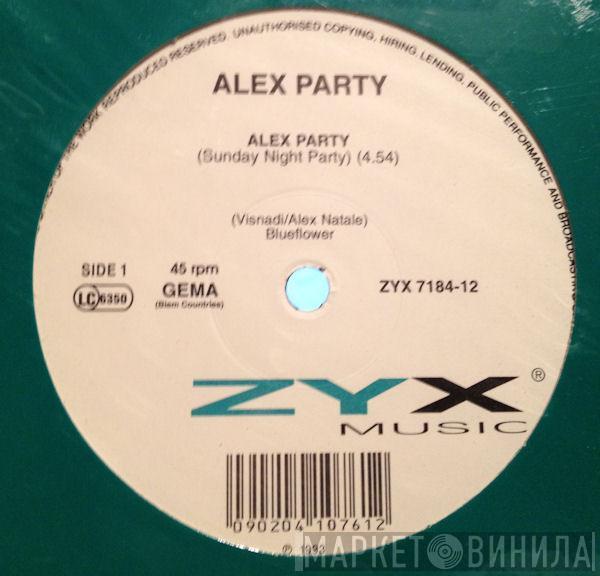 OF THE WORK REPRODUCED RESERVED. UNAUTHORISED COPYING, HIRING, LENDING, PUBLIC PERFORMANCE AND BROADCASTING
ALEX PARTY
ALEX PARTY
(Sunday Night Party) (4.54)
(Visnadi/Alex Natale)
Blueflower
SIDE 1
45 rpm
ZYX 7184-12
LC 6350
GEMA
(Biem Countries)
ZYX ®
MUSIC
090204 107612
℗ 1993
МАРКЕТ ВИНИЛА